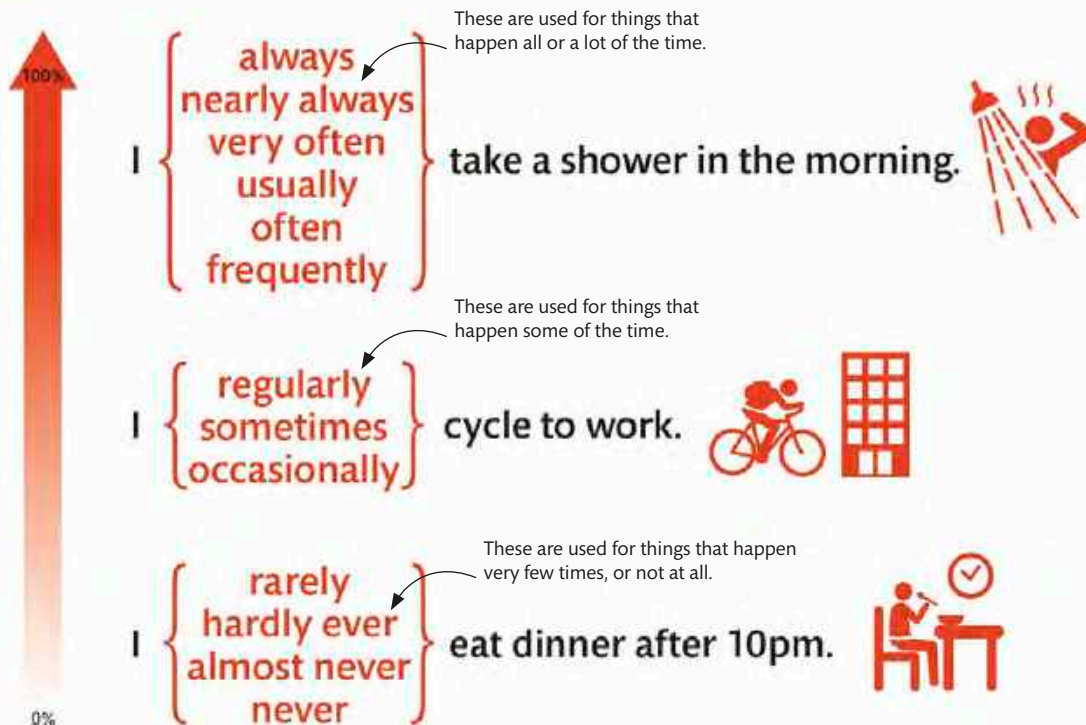 These are used for things that
happen all or a lot of the time.
100%
always
nearly always
very often
I
usually
often
frequently
take a shower in the morning.
These are used for things that
happen some of the time.
I
regularly
sometimes
occasionally
cycle to work.
These are used for things that happen
very few times, or not at all.
I
rarely
hardly ever
almost never
never
eat dinner after 10pm.
0%